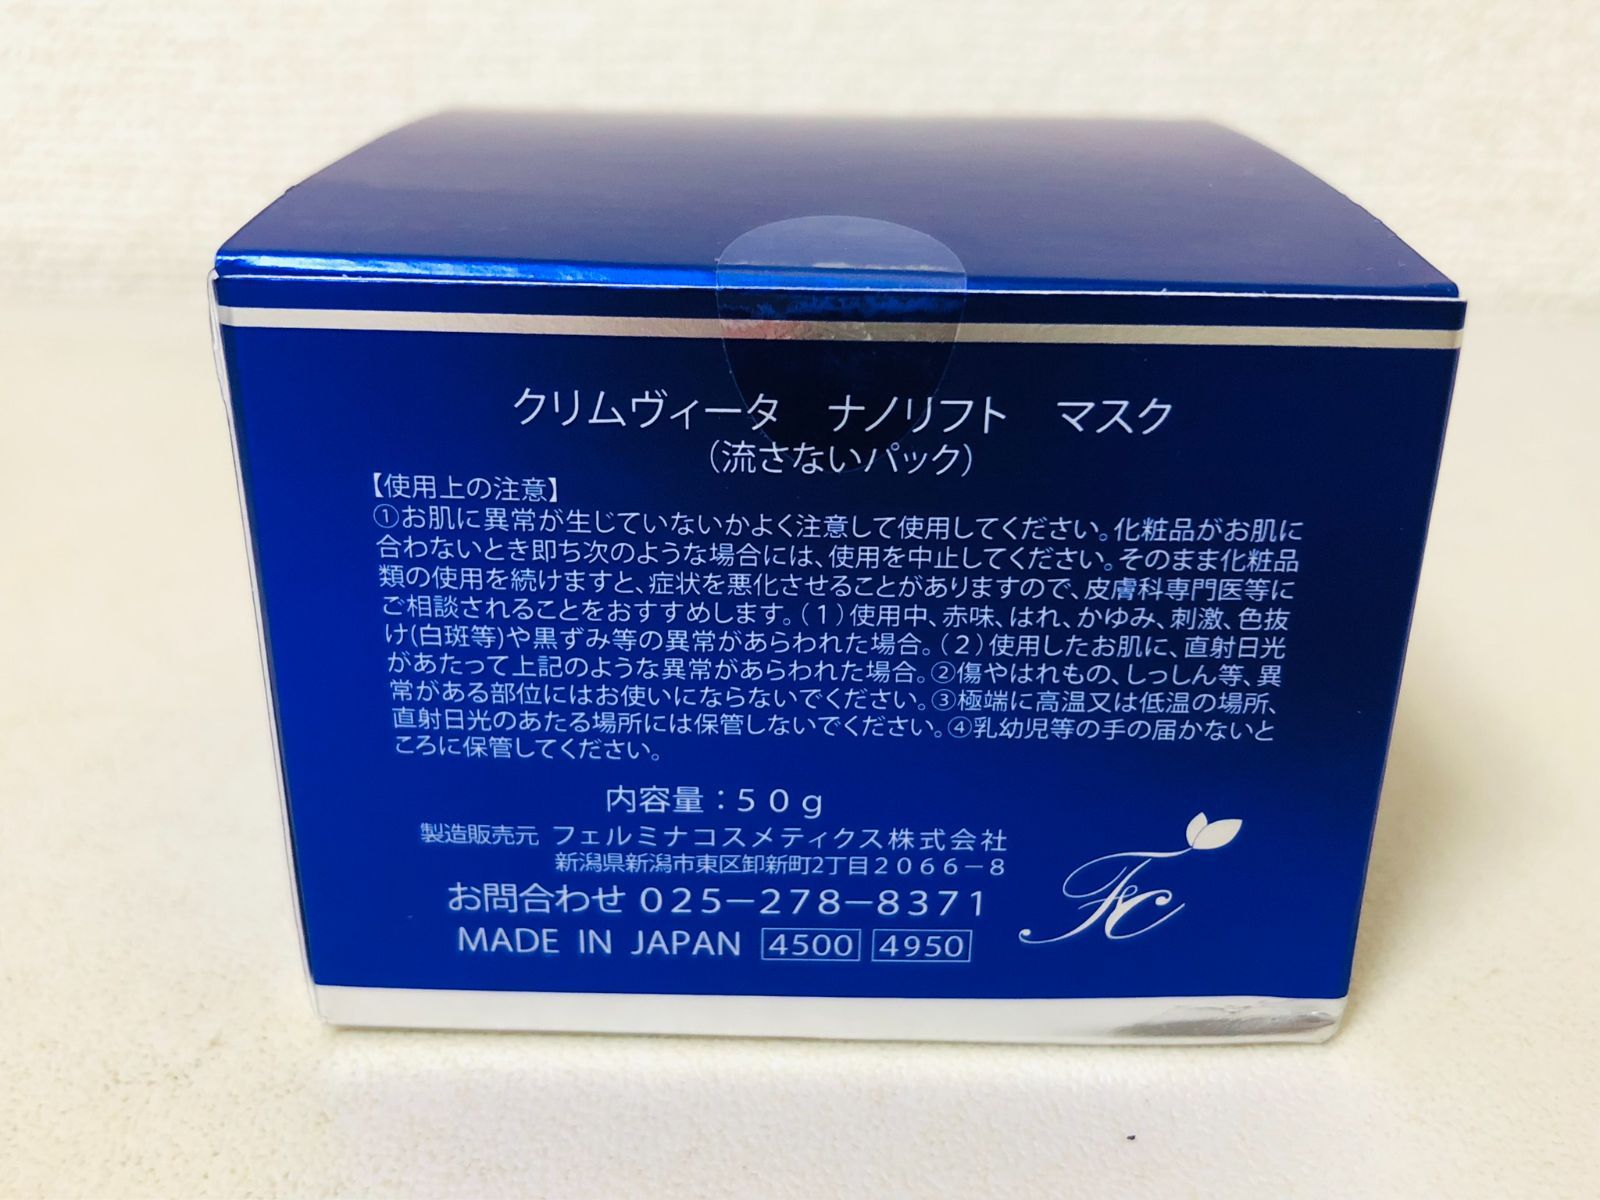 クリムヴィータ　ナノリフト　マスク
（流さないパック）
【使用上の注意】
①お肌に異常が生じていないかよく注意して使用してください。化粧品がお肌に
合わないとき即ち次のような場合には、使用を中止してください。そのまま化粧品
類の使用を続けますと、症状を悪化させることがありますので、皮膚科専門医等に
ご相談されることをおすすめします。（1）使用中、赤味、はれ、かゆみ、刺激、色抜
け(白斑等)や黒ずみ等の異常があらわれた場合。（2）使用したお肌に、直射日光
があたって上記のような異常があらわれた場合。②傷やはれもの、しっしん等、異
常がある部位にはお使いにならないでください。③極端に高温又は低温の場所、
直射日光のあたる場所には保管しないでください。④乳幼児等の手の届かないと
ころに保管してください。
内容量：50g
製造販売元 フェルミナコスメティクス株式会社
新潟県新潟市東区卸新町2丁目2066－8
お問合わせ 025－278－8371
MADE IN JAPAN 4500 4950
Fc